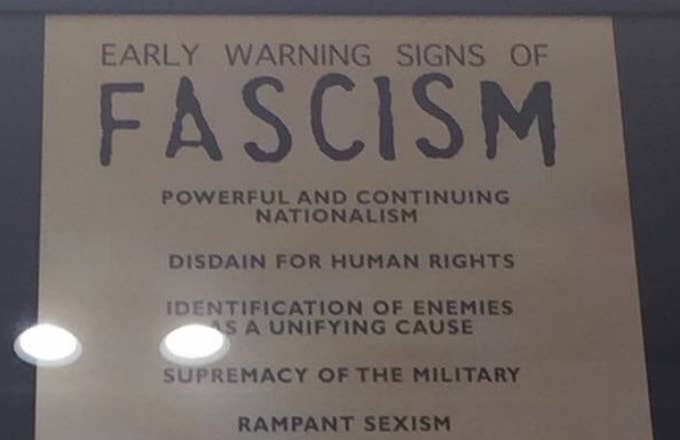 EARLY WARNING SIGNS OF
FASCISM
POWERFUL AND CONTINUING
NATIONALISM
DISDAIN FOR HUMAN RIGHTS
IDENTIFICATION OF ENEMIES
AS A UNIFYING CAUSE
SUPREMACY OF THE MILITARY
RAMPANT SEXISM